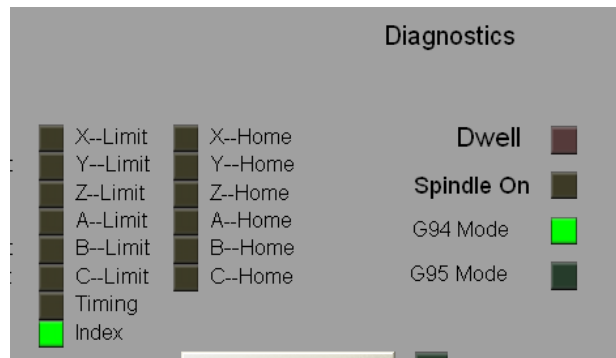 Diagnostics
X--Limit X--Home Dwell
Y--Limit Y--Home
Z--Limit Z--Home Spindle On
A--Limit A--Home G94 Mode
B--Limit B--Home
C--Limit C--Home G95 Mode
Timing
Index